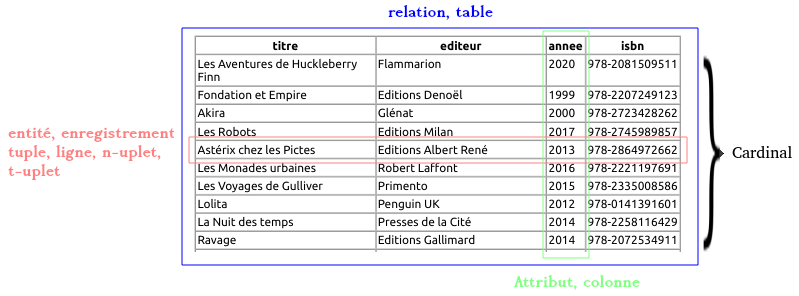 relation, table
titre editeur annee isbn
Les Aventures de Huckleberry Finn Flammarion 2020 978-2081509511
Fondation et Empire Editions Denoël 1999 978-2207249123
Akira Glénat 2000 978-2723428262
Les Robots Editions Milan 2017 978-2745989857
Astérix chez les Pictes Editions Albert René 2013 978-2864972662
Les Monades urbaines Robert Laffont 2016 978-2221197691
Les Voyages de Gulliver Primento 2015 978-2335008586
Lolita Penguin UK 2012 978-0141391601
La Nuit des temps Presses de la Cité 2014 978-2258116429
Ravage Editions Gallimard 2014 978-2072534911
entité, enregistrement
tuple, ligne, n-uplet,
t-uplet
Cardinal
Attribut, colonne